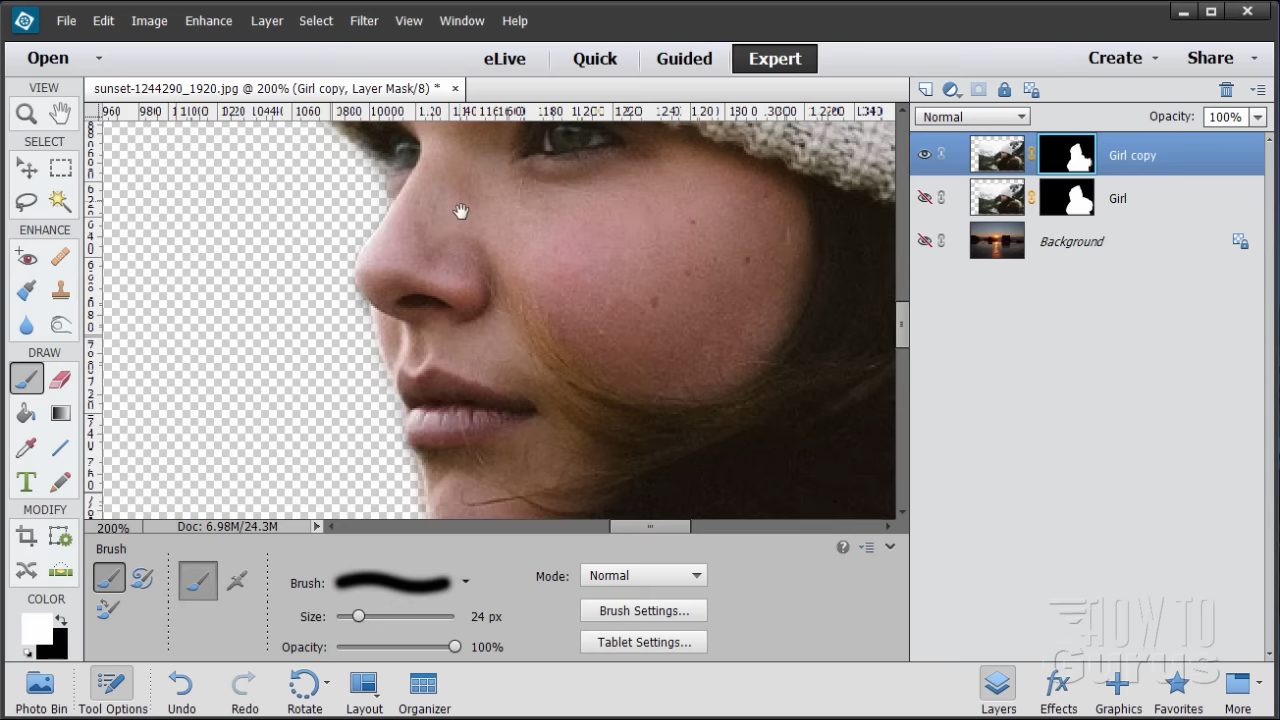 File Edit Image Enhance Layer Select Filter View Window Help
Open eLive Quick Guided Expert Create Share
VIEW
sunset-1244290_1920.jpg @ 200% (Girl copy, Layer Mask/8) *
Normal Opacity: 100%
SELECT
Girl copy
Girl
ENHANCE
Background
DRAW
MODIFY
200% Doc: 6.98M/24.3M
Brush
Brush: Mode: Normal
COLOR
Size: 24 px Brush Settings...
Opacity: 100% Tablet Settings...
HOW TO
Gurus
Photo Bin Tool Options Undo Redo Rotate Layout Organizer Layers Effects Graphics Favorites More